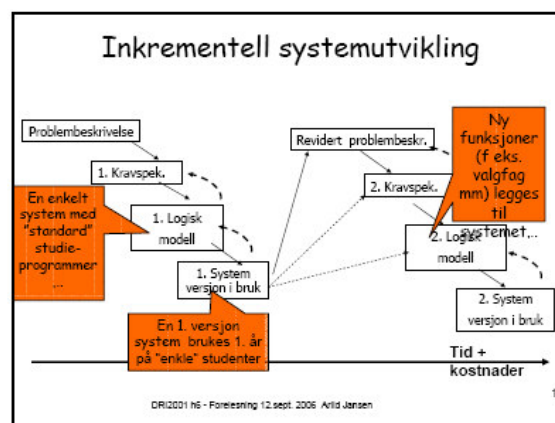 Inkrementell systemutvikling
Problembeskrivelse
1. Kravspek.
1. Logisk
modell
1. System
versjon i bruk
En enkelt
system med
"standard"
studie-
programmer
...
En 1. versjon
system brukes 1. år
på "enkle" studenter
Revidert problembeskr.
2. Kravspek.
2. Logisk
modell
2. System
versjon i bruk
Ny
funksjoner
(f eks.
valgfag
mm) legges
til
systemet,..
Tid +
kostnader
DRI2001 h6 - Forelesning 12.sept. 2006 Arild Jansen
1